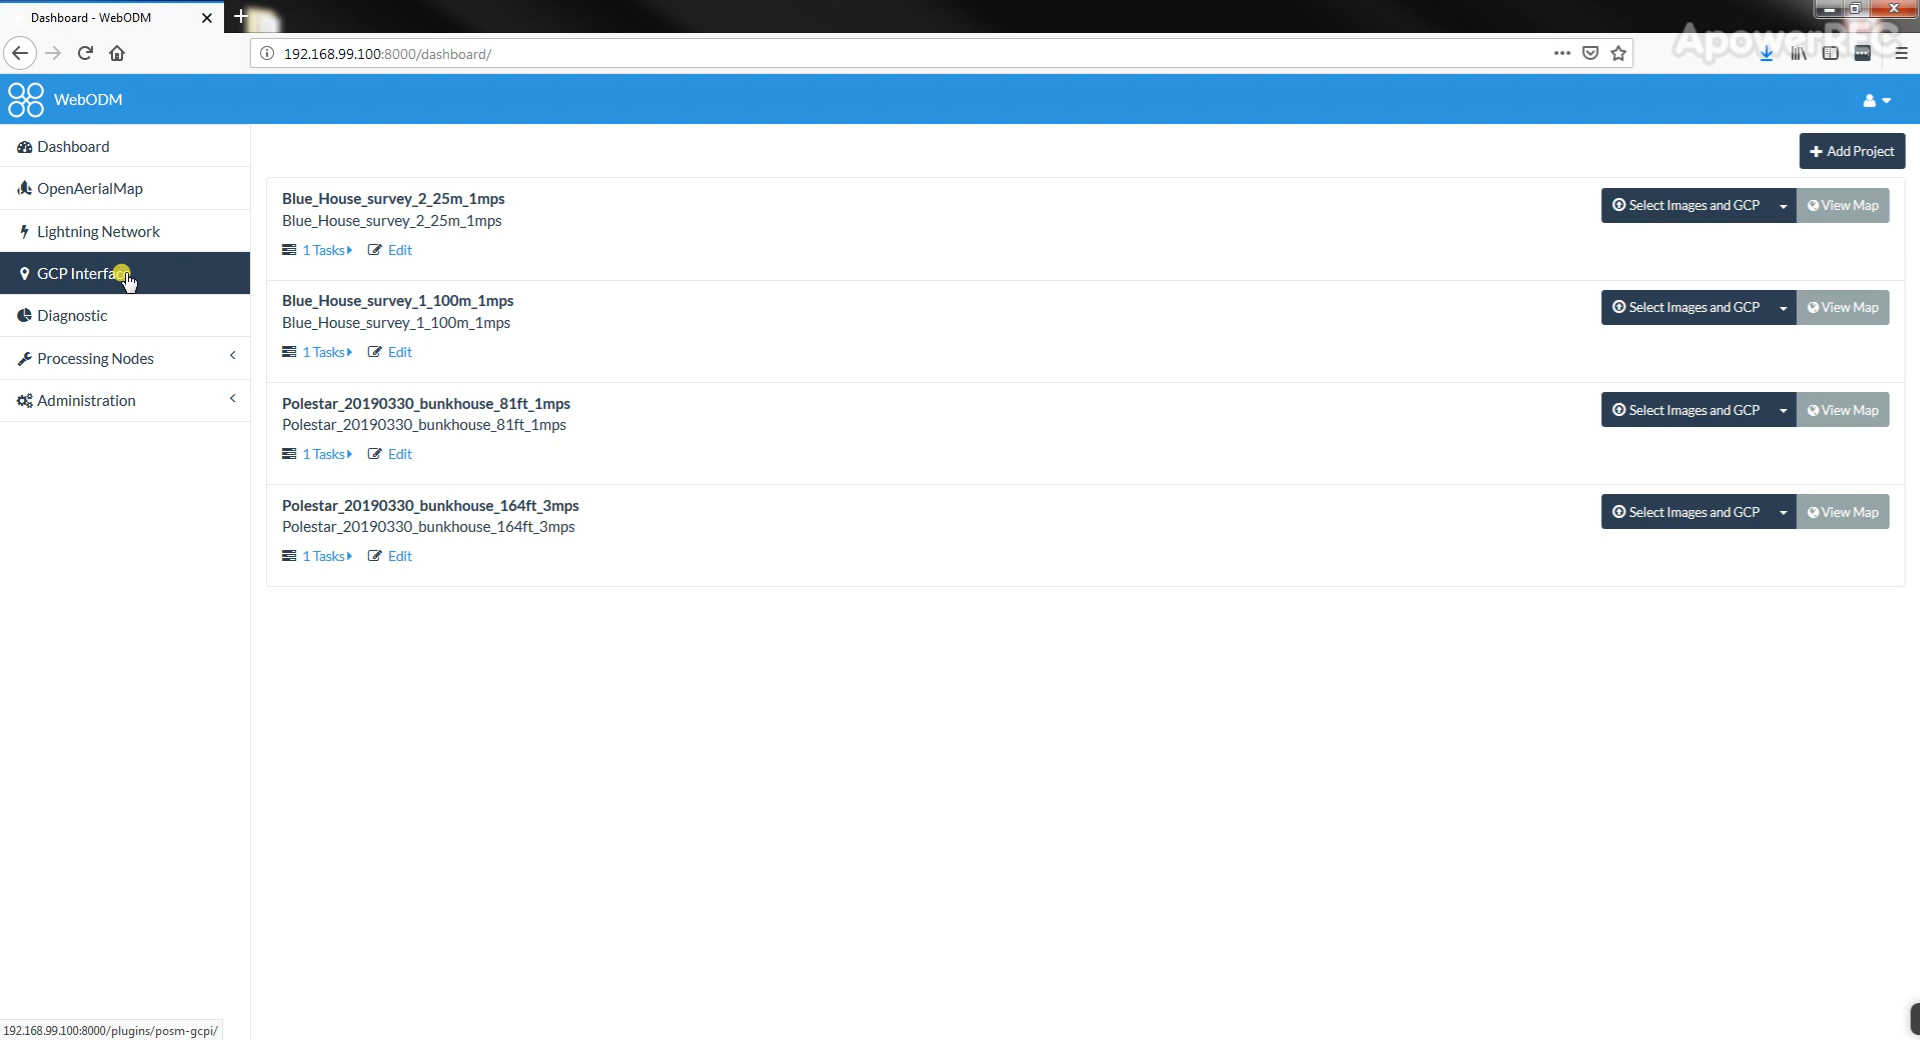 Dashboard - WebODM
192.168.99.100:8000/dashboard/
ApowerREC
WebODM
Dashboard
OpenAerialMap
Lightning Network
GCP Interface
Diagnostic
Processing Nodes
Administration
Add Project
Blue_House_survey_2_25m_1mps
Blue_House_survey_2_25m_1mps
1 Tasks Edit
Select Images and GCP View Map
Blue_House_survey_1_100m_1mps
Blue_House_survey_1_100m_1mps
1 Tasks Edit
Select Images and GCP View Map
Polestar_20190330_bunkhouse_81ft_1mps
Polestar_20190330_bunkhouse_81ft_1mps
1 Tasks Edit
Select Images and GCP View Map
Polestar_20190330_bunkhouse_164ft_3mps
Polestar_20190330_bunkhouse_164ft_3mps
1 Tasks Edit
Select Images and GCP View Map
192.168.99.100:8000/plugins/posm-gcpi/